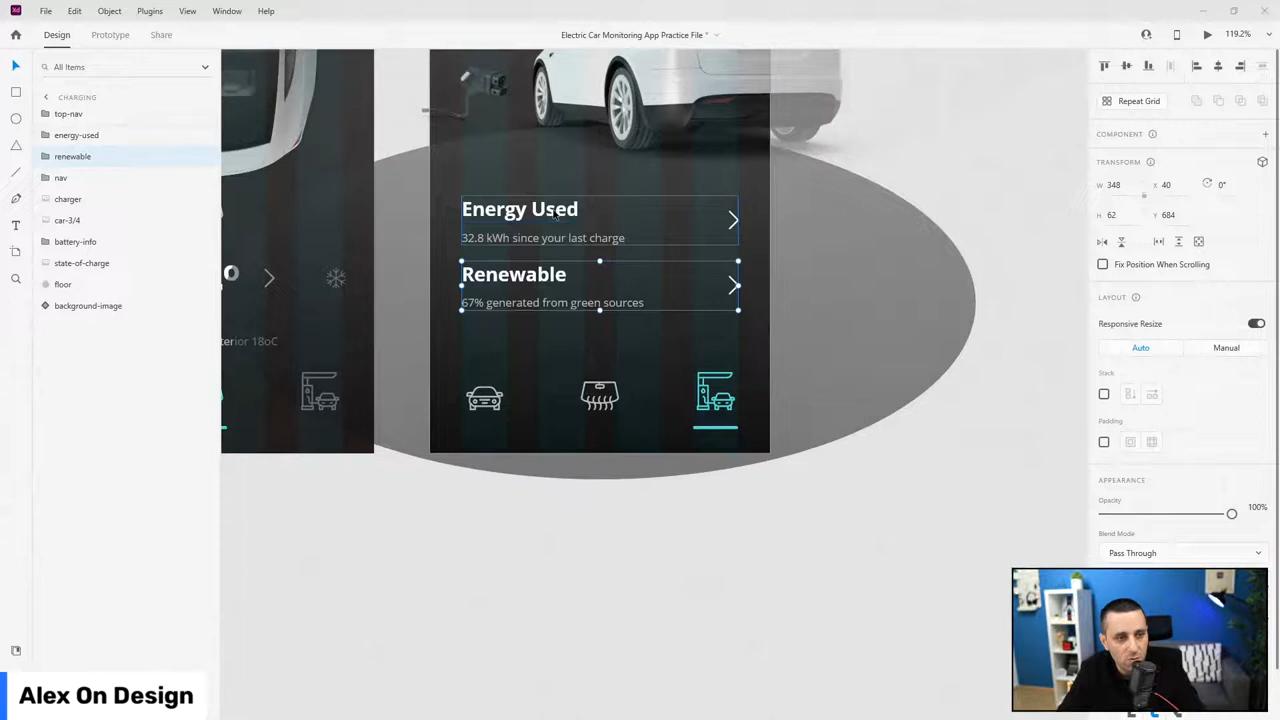 Xd File Edit Object Plugins View Window Help
Design Prototype Share Electric Car Monitoring App Practice File * 119.2%
All Items
CHARGING
top-nav
energy-used
renewable
nav
charger
car-3/4
battery-info
state-of-charge
floor
background-image
terior 18oC
Energy Used
32.8 kWh since your last charge
Renewable
67% generated from green sources
Repeat Grid
COMPONENT
TRANSFORM
W 348 X 40 0°
H 62 Y 684
Fix Position When Scrolling
LAYOUT
Responsive Resize
Auto Manual
Stack
Padding
APPEARANCE
Opacity
100%
Blend Mode
Pass Through
Alex On Design